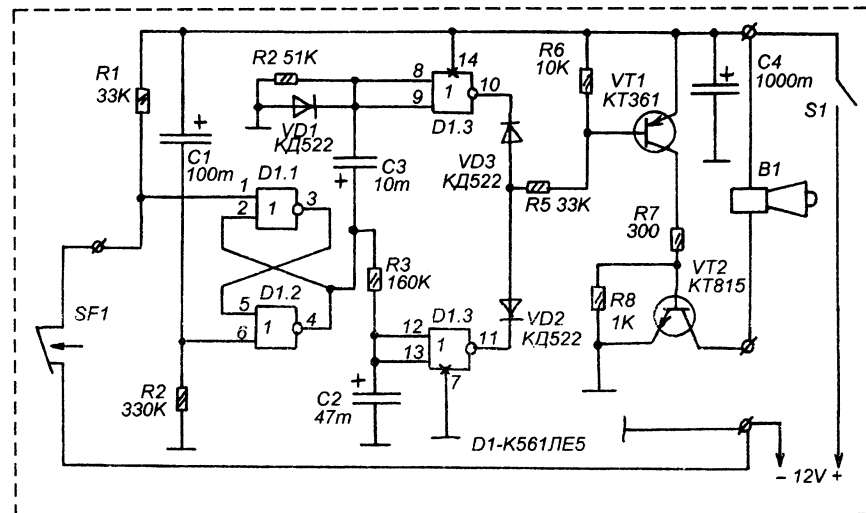 R1
33K
+
C1
100m
R2 51K
VD1
КД522
8
9
14
1
10
D1.3
C3
10m
+
VD3
КД522
R5 33K
R6
10K
VT1
КТ361
C4
1000m
+
S1
B1
R7
300
VT2
КТ815
R8
1K
D1.1
1
2
1
3
D1.2
5
6
1
4
R3
160K
D1.3
12
13
1
11
7
VD2
КД522
SF1
R2
330K
+
C2
47m
D1-К561ЛЕ5
- 12V +